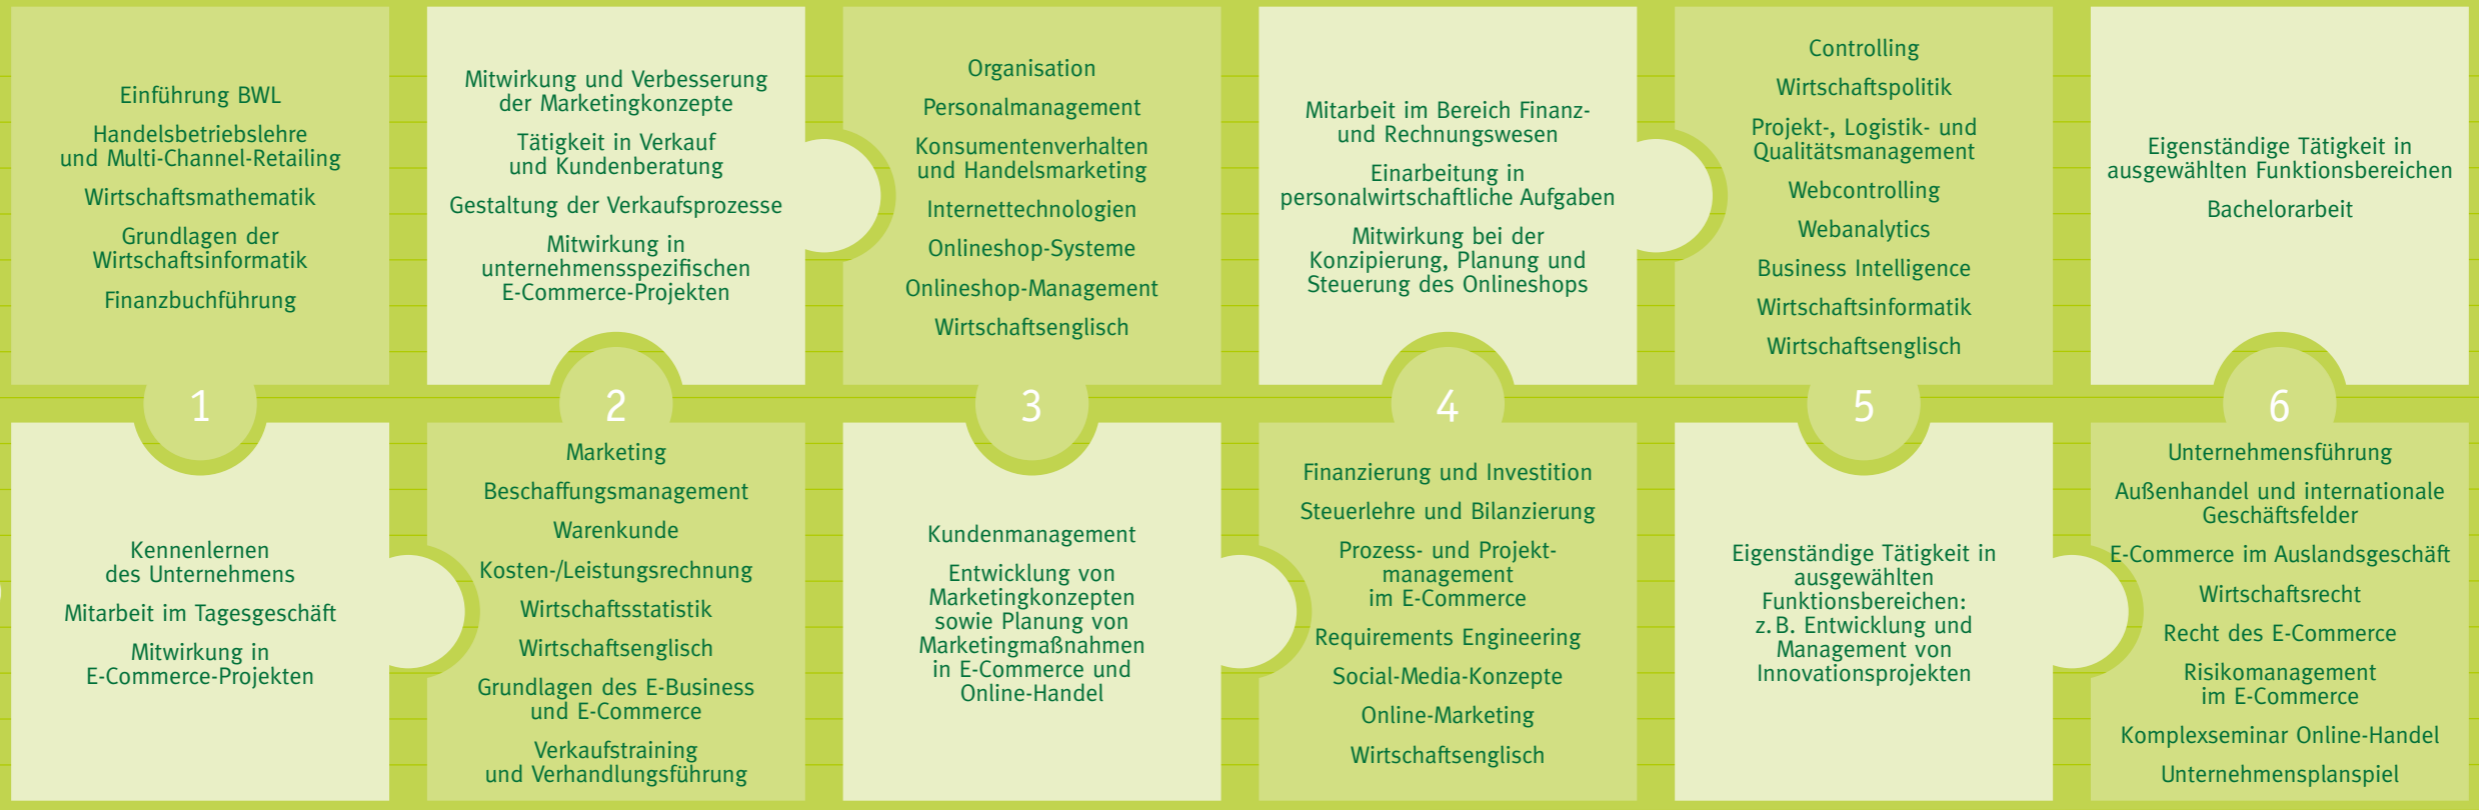 Einführung BWL
Handelsbetriebslehre
und Multi-Channel-Retailing
Wirtschaftsmathematik
Grundlagen der
Wirtschaftsinformatik
Finanzbuchführung
1
Kennenlernen
des Unternehmens
Mitarbeit im Tagesgeschäft
Mitwirkung in
E-Commerce-Projekten
Mitwirkung und Verbesserung
der Marketingkonzepte
Tätigkeit in Verkauf
und Kundenberatung
Gestaltung der Verkaufsprozesse
Mitwirkung in
unternehmensspezifischen
E-Commerce-Projekten
2
Marketing
Beschaffungsmanagement
Warenkunde
Kosten-/Leistungsrechnung
Wirtschaftsstatistik
Wirtschaftsenglisch
Grundlagen des E-Business
und E-Commerce
Verkaufstraining
und Verhandlungsführung
Organisation
Personalmanagement
Konsumentenverhalten
und Handelsmarketing
Internettechnologien
Onlineshop-Systeme
Onlineshop-Management
Wirtschaftsenglisch
3
Kundenmanagement
Entwicklung von
Marketingkonzepten
sowie Planung von
Marketingmaßnahmen
in E-Commerce und
Online-Handel
Mitarbeit im Bereich Finanz-
und Rechnungswesen
Einarbeitung in
personalwirtschaftliche Aufgaben
Mitwirkung bei der
Konzipierung, Planung und
Steuerung des Onlineshops
4
Finanzierung und Investition
Steuerlehre und Bilanzierung
Prozess- und Projekt-
management
im E-Commerce
Requirements Engineering
Social-Media-Konzepte
Online-Marketing
Wirtschaftsenglisch
Controlling
Wirtschaftspolitik
Projekt-, Logistik- und
Qualitätsmanagement
Webcontrolling
Webanalytics
Business Intelligence
Wirtschaftsinformatik
Wirtschaftsenglisch
5
Eigenständige Tätigkeit in
ausgewählten
Funktionsbereichen:
z. B. Entwicklung und
Management von
Innovationsprojekten
Eigenständige Tätigkeit in
ausgewählten Funktionsbereichen
Bachelorarbeit
6
Unternehmensführung
Außenhandel und internationale
Geschäftsfelder
E-Commerce im Auslandsgeschäft
Wirtschaftsrecht
Recht des E-Commerce
Risikomanagement
im E-Commerce
Komplexseminar Online-Handel
Unternehmensplanspiel